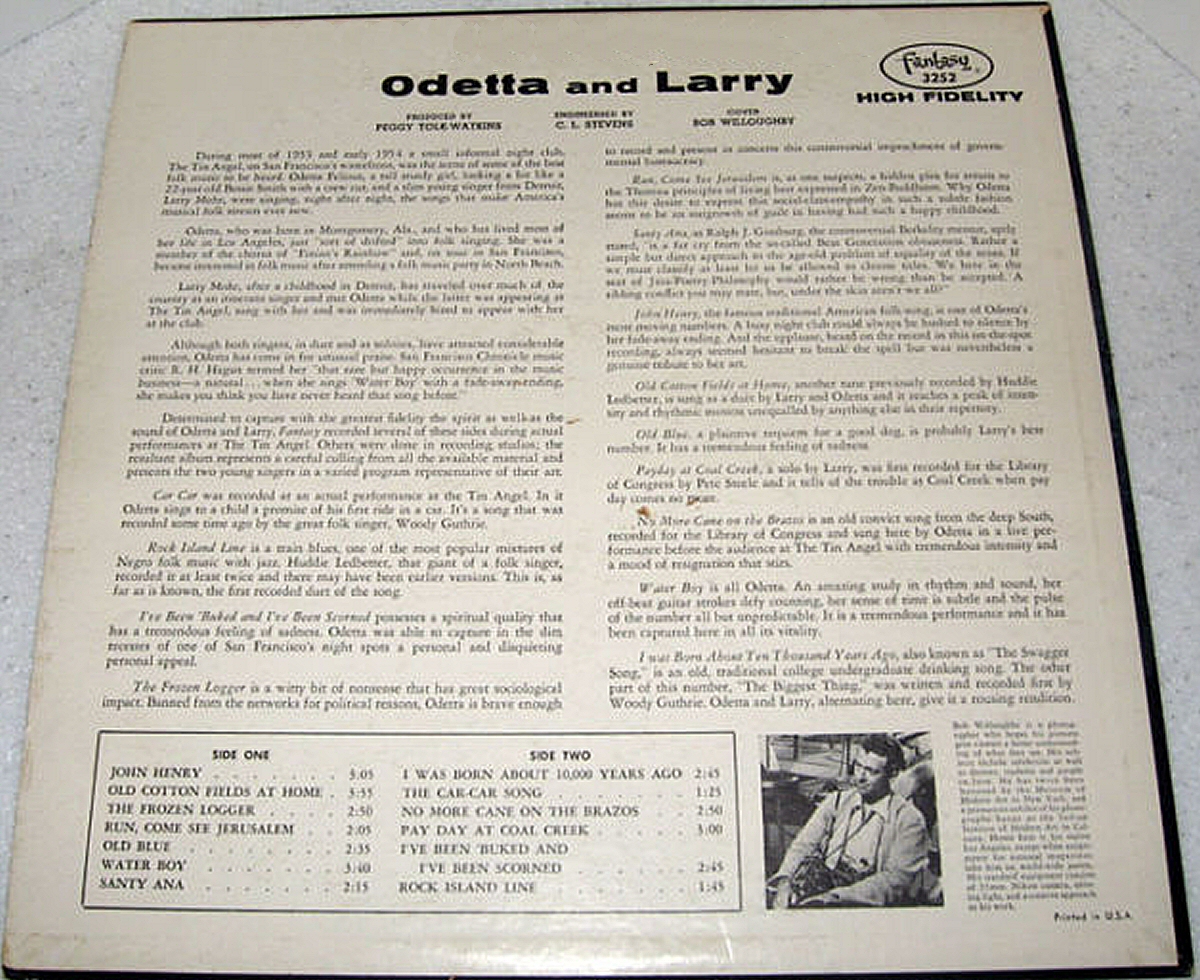 Odetta and Larry
Fantasy
3252
HIGH FIDELITY
PRODUCED BY
PEGGY TOLK-WATKINS
ENGINEERED BY
C. L. STEVENS
COVER
BOB WILLOUGHBY
During most of 1953 and early 1954 a small informal night club,
The Tin Angel, on San Francisco's waterfront, was the scene of some of the best
folk music to be heard. Odetta Felious, a tall sturdy girl, looking a bit like a
22-year-old Bessie Smith with a crew cut, and a slim young singer from Detroit,
Larry Mohr, were singing, night after night, the songs that make America's
musical folk stream ever new.
Odetta, who was born in Montgomery, Ala., and who has lived most of
her life in Los Angeles, just "sort of drifted" into folk singing. She was a
member of the chorus of "Finian's Rainbow" and, on tour in San Francisco,
became interested in folk music after attending a folk music party in North Beach.
Larry Mohr, after a childhood in Detroit, has traveled over much of the
country as an itinerant singer and met Odetta while the latter was appearing at
The Tin Angel, sang with her and was immediately hired to appear with her
at the club.
Although both singers, in duet and as soloists, have attracted considerable
attention, Odetta has come in for unusual praise. San Francisco Chronicle music
critic R. H. Hagan termed her "that rare but happy occurrence in the music
business—a natural . . . when she sings 'Water Boy' with a fade-away ending,
she makes you think you have never heard that song before."
Determined to capture with the greatest fidelity the spirit as well as the
sound of Odetta and Larry, Fantasy recorded several of these sides during actual
performances at The Tin Angel. Others were done in recording studios; the
resultant album represents a careful culling from all the available material and
presents the two young singers in a varied program representative of their art.
Car Car was recorded at an actual performance at the Tin Angel. In it
Odetta sings to a child a promise of his first ride in a car. It's a song that was
recorded some time ago by the great folk singer, Woody Guthrie.
Rock Island Line is a train blues, one of the most popular mixtures of
Negro folk music with jazz. Huddie Ledbetter, that giant of a folk singer,
recorded it at least twice and there may have been earlier versions. This is, as
far as is known, the first recorded duet of the song.
I've Been 'Buked and I've Been Scorned possesses a spiritual quality that
has a tremendous feeling of sadness. Odetta was able to capture in the dim
recesses of one of San Francisco's night spots a personal and disquieting
personal appeal.
The Frozen Logger is a witty bit of nonsense that has great sociological
impact. Banned from the networks for political reasons, Odetta is brave enough
to record and present in concerts this controversial impeachment of govern-
mental bureaucracy.
Run, Come See Jerusalem is, as one suspects, a hidden plea for return to
the Thoreau principles of living best expressed in Zen Buddhism. Why Odetta
has this desire to express this social-class-empathy in such a subtle fashion
seems to be an outgrowth of guilt in having had such a happy childhood.
Santy Ana, as Ralph J. Ginsburg, the controversial Berkeley mentor, aptly
stated, "is a far cry from the so-called Beat Generation obtuseness. Rather a
simple but direct approach to the age-old problem of equality of the sexes. If
we must classify at least let us be allowed to choose titles. We here in the
seat of Jazz-Poetry-Philosophy would rather be wrong than be accepted. A
sibling conflict you may state, but, under the skin aren't we all?"
John Henry, the famous traditional American folk-song, is one of Odetta's
most moving numbers. A busy night club could always be hushed to silence by
her fade-away ending. And the applause, heard on the record in this on-the-spot
recording, always seemed hesitant to break the spell but was nevertheless a
genuine tribute to her art.
Old Cotton Fields at Home, another tune previously recorded by Huddie
Ledbetter, is sung as a duet by Larry and Odetta and it reaches a peak of inten-
sity and rhythmic motion unequalled by anything else in their repertory.
Old Blue, a plaintive requiem for a good dog, is probably Larry's best
number. It has a tremendous feeling of sadness.
Payday at Coal Creek, a solo by Larry, was first recorded for the Library
of Congress by Pete Steele and it tells of the trouble at Coal Creek when pay
day comes no more.
No More Cane on the Brazos is an old convict song from the deep South,
recorded for the Library of Congress and sung here by Odetta in a live per-
formance before the audience at The Tin Angel with tremendous intensity and
a mood of resignation that stirs.
Water Boy is all Odetta. An amazing study in rhythm and sound, her
off-beat guitar strokes defy counting, her sense of time is subtle and the pulse
of the number all but unpredictable. It is a tremendous performance and it has
been captured here in all its vitality.
I was Born About Ten Thousand Years Ago, also known as "The Swagger
Song," is an old, traditional college undergraduate drinking song. The other
part of this number, "The Biggest Thing," was written and recorded first by
Woody Guthrie. Odetta and Larry, alternating here, give it a rousing rendition.
SIDE ONE
JOHN HENRY . . . . . . . 5:05
OLD COTTON FIELDS AT HOME . 3:35
THE FROZEN LOGGER . . . . . 2:50
RUN, COME SEE JERUSALEM . . 2:05
OLD BLUE . . . . . . . . 2:35
WATER BOY . . . . . . . 3:40
SANTY ANA . . . . . . . 2:15
SIDE TWO
I WAS BORN ABOUT 10,000 YEARS AGO 2:45
THE CAR-CAR SONG . . . . . . 1:25
NO MORE CANE ON THE BRAZOS . 2:50
PAY DAY AT COAL CREEK . . . . 3:00
I'VE BEEN 'BUKED AND
I'VE BEEN SCORNED . . . . . 2:45
ROCK ISLAND LINE . . . . . . 1:45
Bob Willoughby is a photog-
Printed in U.S.A.